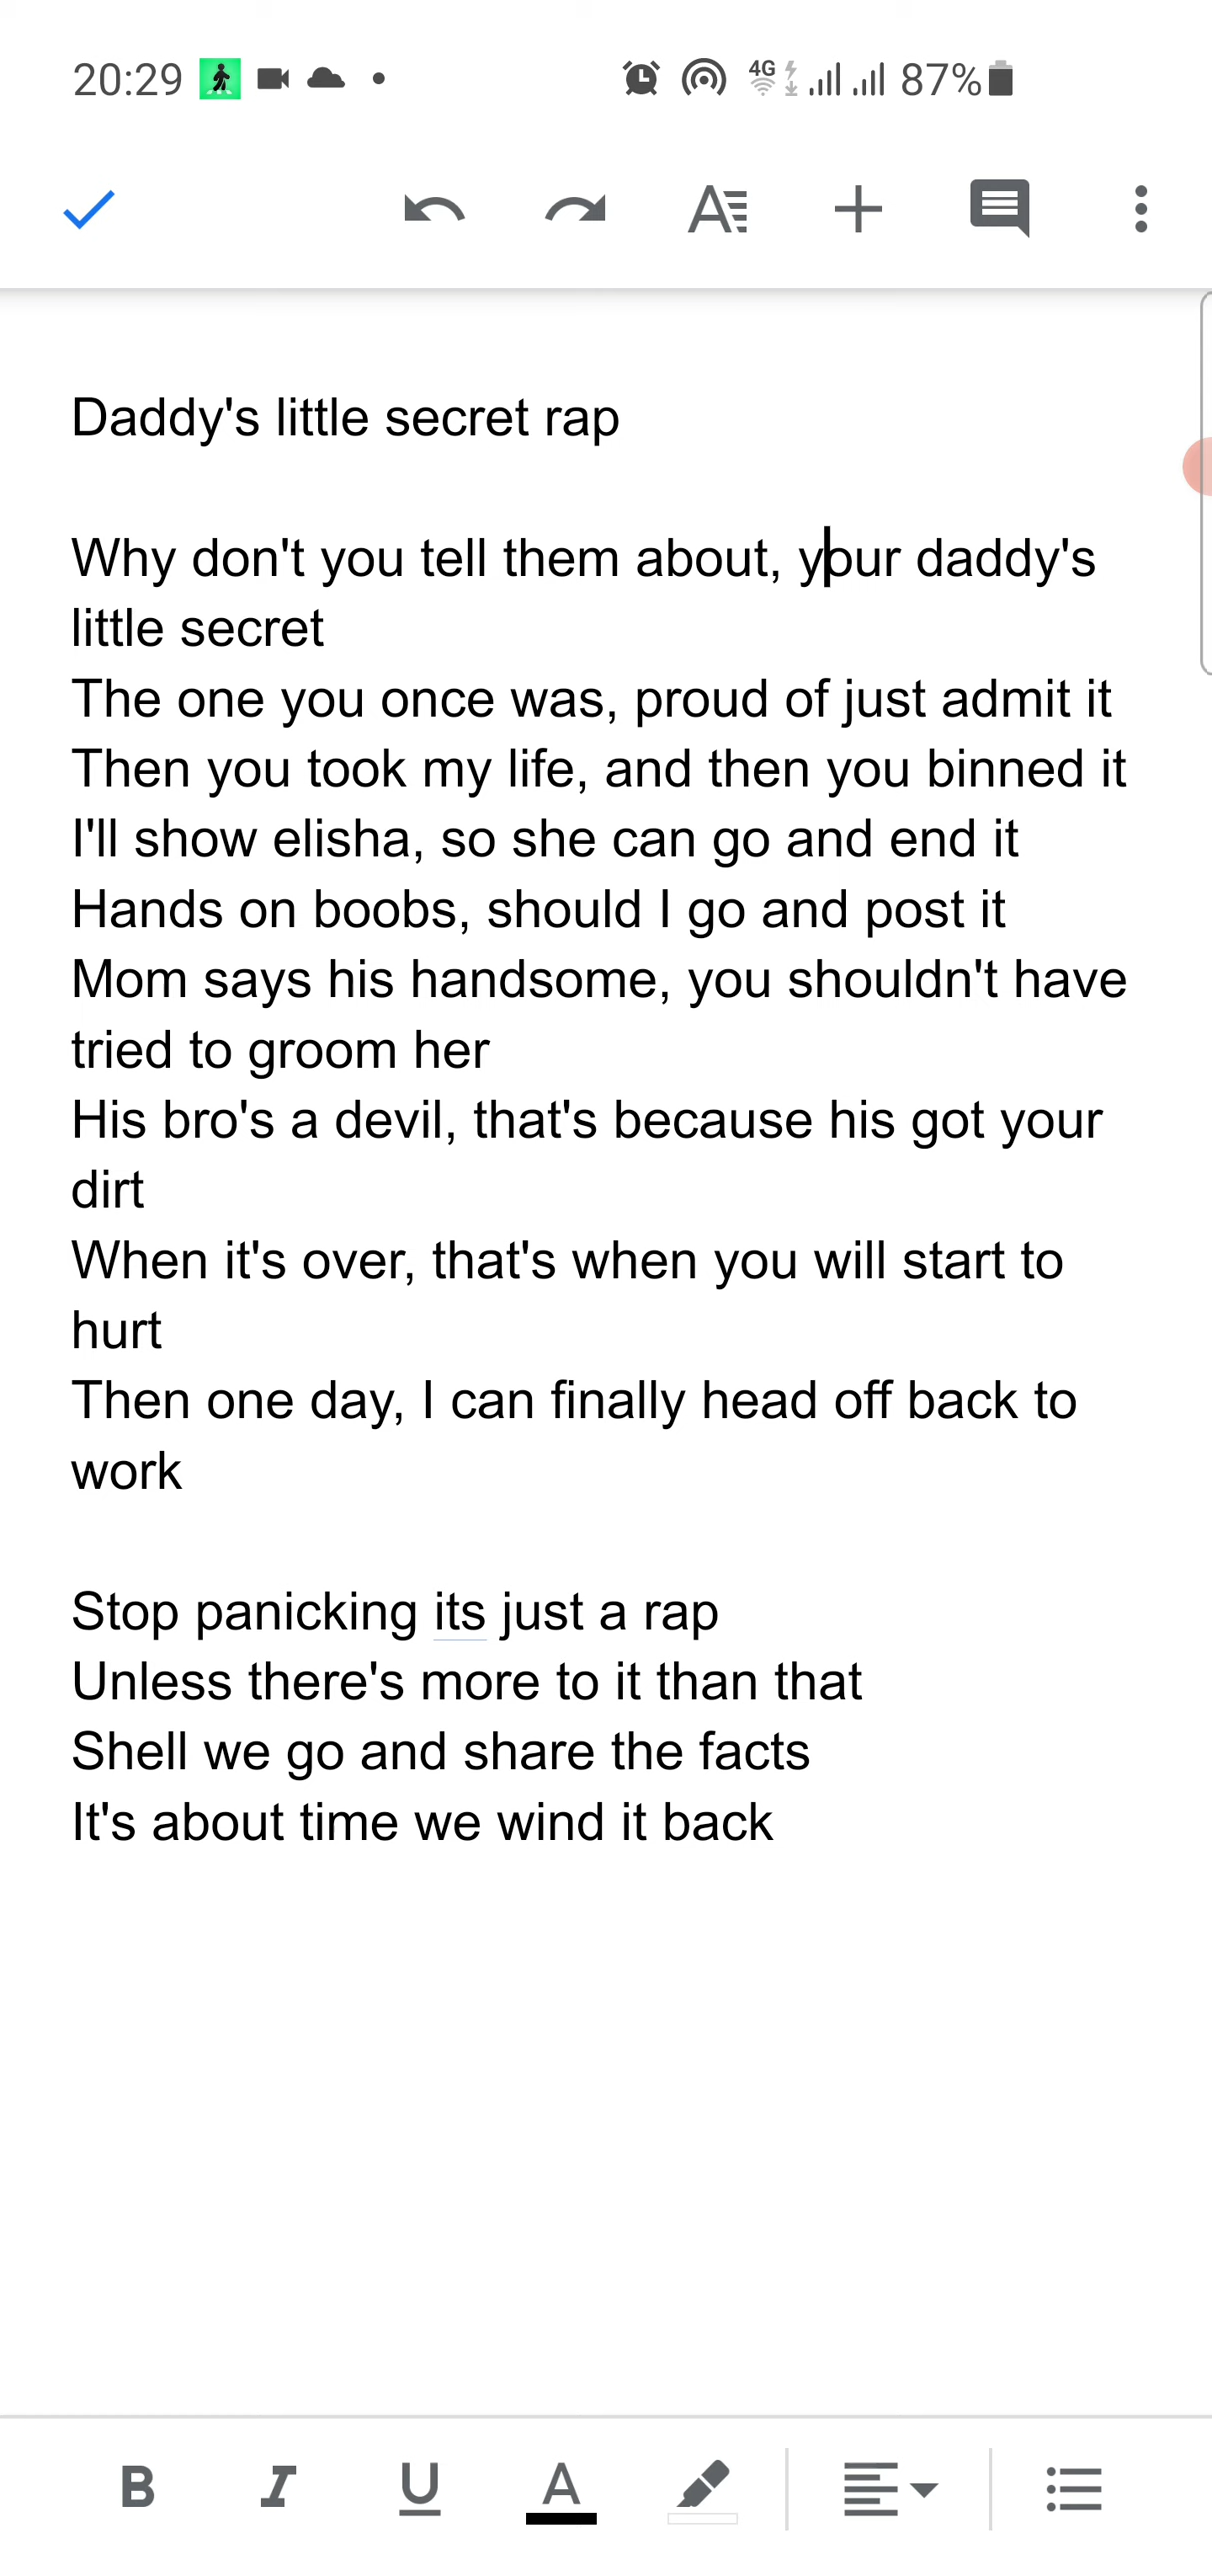 20:29 4G 87%
Daddy's little secret rap
Why don't you tell them about, your daddy's
little secret
The one you once was, proud of just admit it
Then you took my life, and then you binned it
I'll show elisha, so she can go and end it
Hands on boobs, should I go and post it
Mom says his handsome, you shouldn't have
tried to groom her
His bro's a devil, that's because his got your
dirt
When it's over, that's when you will start to
hurt
Then one day, I can finally head off back to
work
Stop panicking its just a rap
Unless there's more to it than that
Shell we go and share the facts
It's about time we wind it back
B I U A